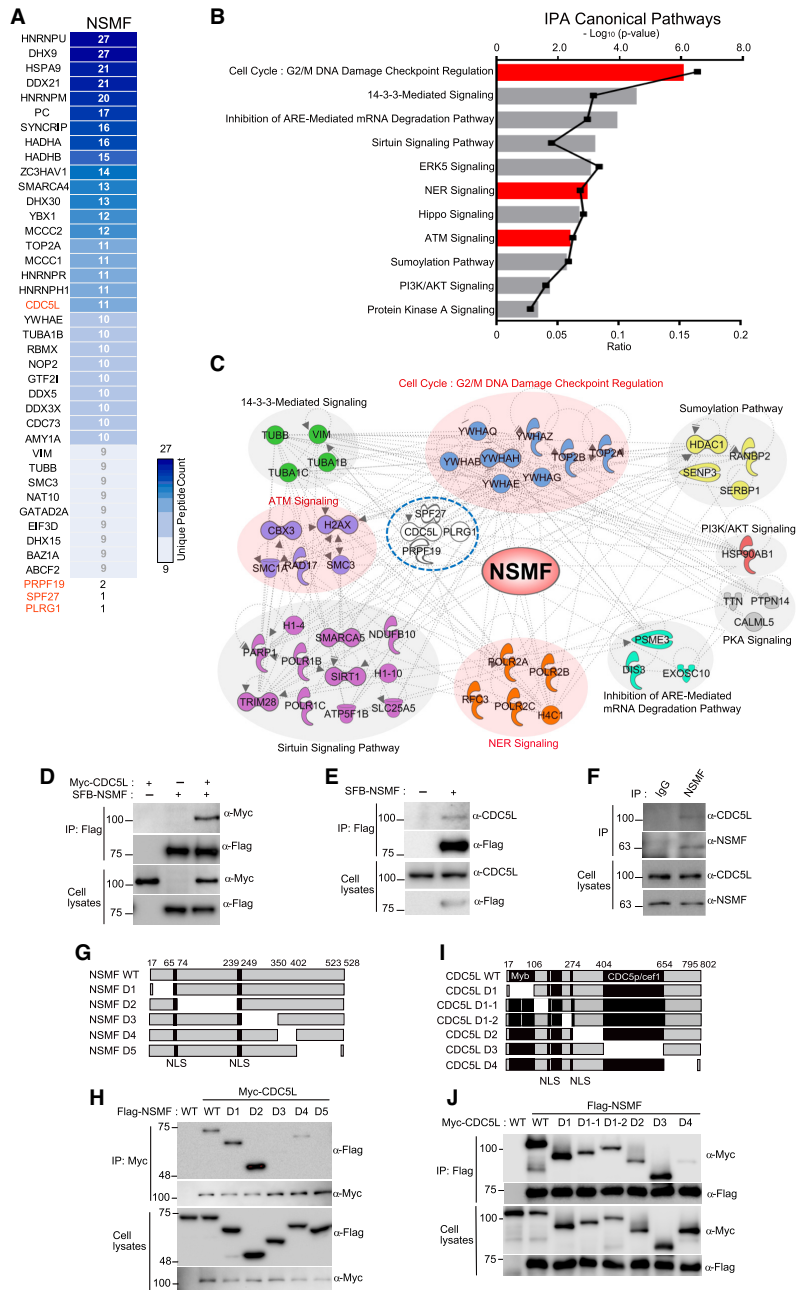 A
NSMF
HNRNPU 27
DHX9 27
HSPA9 21
DDX21 21
HNRNPM 20
PC 17
SYNCRIP 16
HADHA 16
HADHB 15
ZC3HAV1 14
SMARCA4 13
DHX30 13
YBX1 12
MCCC2 12
TOP2A 11
MCCC1 11
HNRNPR 11
HNRNPH1 11
CDC5L 11
YWHAE 10
TUBA1B 10
RBMX 10
NOP2 10
GTF2I 10
DDX5 10
DDX3X 10
CDC73 10
AMY1A 10
VIM 9
TUBB 9
SMC3 9
NAT10 9
GATAD2A 9
EIF3D 9
DHX15 9
BAZ1A 9
ABCF2 9
PRPF19 2
SPF27 1
PLRG1 1
27
Unique Peptide Count
9
B
IPA Canonical Pathways
- Log10 (p-value)
0 2.0 4.0 6.0 8.0
Cell Cycle : G2/M DNA Damage Checkpoint Regulation
14-3-3-Mediated Signaling
Inhibition of ARE-Mediated mRNA Degradation Pathway
Sirtuin Signaling Pathway
ERK5 Signaling
NER Signaling
Hippo Signaling
ATM Signaling
Sumoylation Pathway
PI3K/AKT Signaling
Protein Kinase A Signaling
0 0.05 0.1 0.15 0.2
Ratio
C
Cell Cycle : G2/M DNA Damage Checkpoint Regulation
14-3-3-Mediated Signaling
TUBB
VIM
TUBA1C
TUBA1B
YWHAQ
YWHAZ
YWHAB
YWHAH
TOP2B
TOP2A
YWHAE
YWHAG
Sumoylation Pathway
HDAC1
RANBP2
SENP3
SERBP1
ATM Signaling
CBX3
H2AX
SMC1A
RAD17
SMC3
SPF27
CDC5L
PLRG1
PRPF19
NSMF
PI3K/AKT Signaling
HSP90AB1
TTN
PTPN14
CALML5
PKA Signaling
H1-4
SMARCA5
NDUFB10
PARP1
POLR1B
SIRT1
H1-10
TRIM28
POLR1C
ATP5F1B
SLC25A5
Sirtuin Signaling Pathway
POLR2A
POLR2B
RFC3
POLR2C
H4C1
NER Signaling
PSME3
DIS3
EXOSC10
Inhibition of ARE-Mediated
mRNA Degradation Pathway
D
Myc-CDC5L : + − +
SFB-NSMF : − + +
IP: Flag
100
α-Myc
75
α-Flag
Cell lysates
100
α-Myc
75
α-Flag
E
SFB-NSMF : − +
IP: Flag
100
α-CDC5L
75
α-Flag
Cell lysates
100
α-CDC5L
75
α-Flag
F
IP : IgG NSMF
IP
100
α-CDC5L
63
α-NSMF
Cell lysates
100
α-CDC5L
63
α-NSMF
G
17 65 74 239 249 350 402 523 528
NSMF WT
NSMF D1
NSMF D2
NSMF D3
NSMF D4
NSMF D5
NLS NLS
H
Myc-CDC5L
Flag-NSMF : WT WT D1 D2 D3 D4 D5
IP: Myc
75
48
α-Flag
100
α-Myc
Cell lysates
75
48
α-Flag
100
α-Myc
I
17 106 274 404 654 795 802
CDC5L WT Myb CDC5p/cef1
CDC5L D1
CDC5L D1-1
CDC5L D1-2
CDC5L D2
CDC5L D3
CDC5L D4
NLS NLS
J
Flag-NSMF
Myc-CDC5L: WT WT D1 D1-1 D1-2 D2 D3 D4
IP: Flag
100
α-Myc
75
α-Flag
Cell lysates
100
α-Myc
75
α-Flag